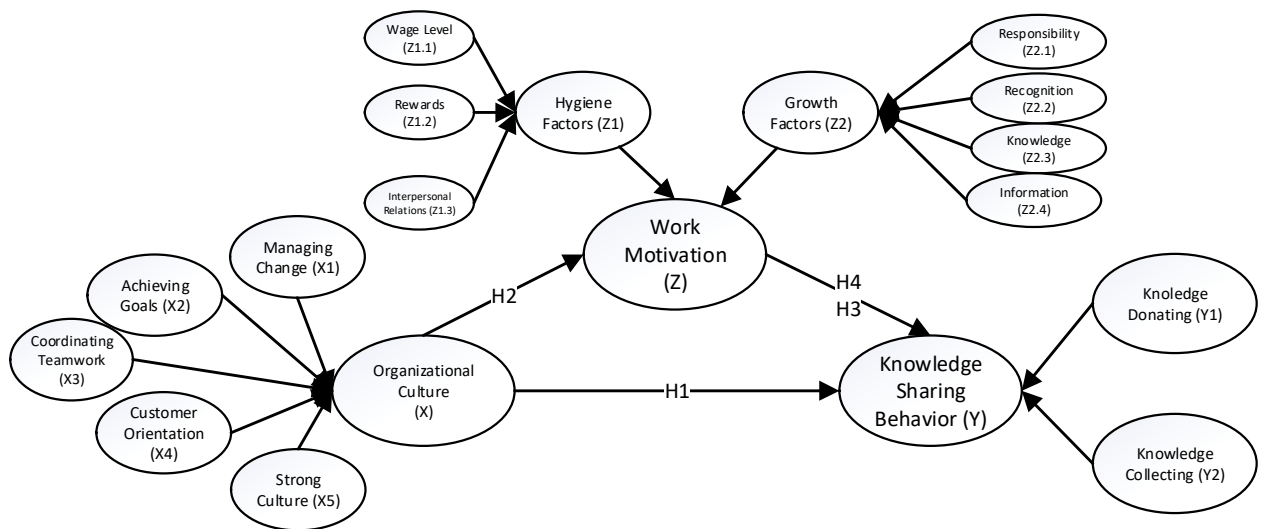 Wage Level
(Z1.1)
Rewards
(Z1.2)
Interpersonal
Relations (Z1.3)
Hygiene
Factors (Z1)
Growth
Factors (Z2)
Responsibility
(Z2.1)
Recognition
(Z2.2)
Knowledge
(Z2.3)
Information
(Z2.4)
Work
Motivation
(Z)
Managing
Change (X1)
Achieving
Goals (X2)
Coordinating
Teamwork
(X3)
Customer
Orientation
(X4)
Strong
Culture (X5)
Organizational
Culture
(X)
H2
H4
H3
H1
Knowledge
Sharing
Behavior (Y)
Knoledge
Donating (Y1)
Knowledge
Collecting (Y2)